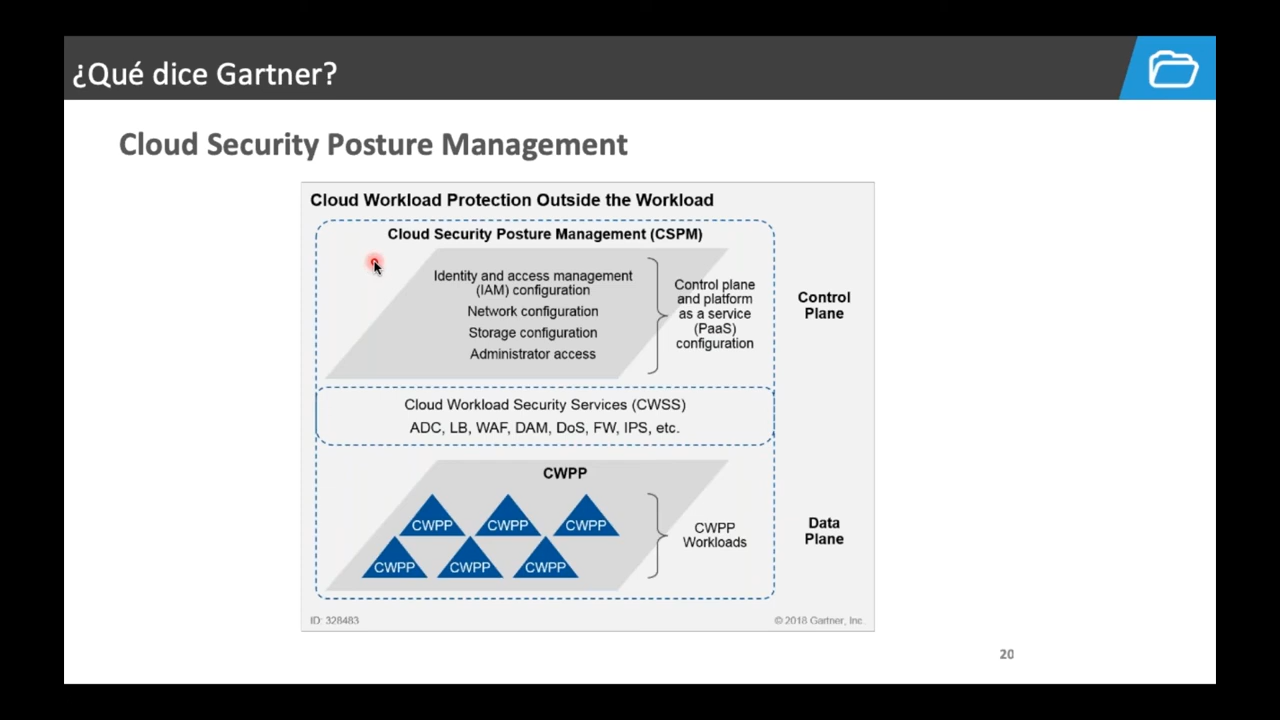 ¿Qué dice Gartner?
Cloud Security Posture Management
Cloud Workload Protection Outside the Workload
Cloud Security Posture Management (CSPM)
Identity and access management
(IAM) configuration
Network configuration
Storage configuration
Administrator access
Control plane
and platform
as a service
(PaaS)
configuration
Control
Plane
Cloud Workload Security Services (CWSS)
ADC, LB, WAF, DAM, DoS, FW, IPS, etc.
CWPP
CWPP CWPP CWPP
CWPP CWPP CWPP
CWPP
Workloads
Data
Plane
ID: 328483
© 2018 Gartner, Inc.
20